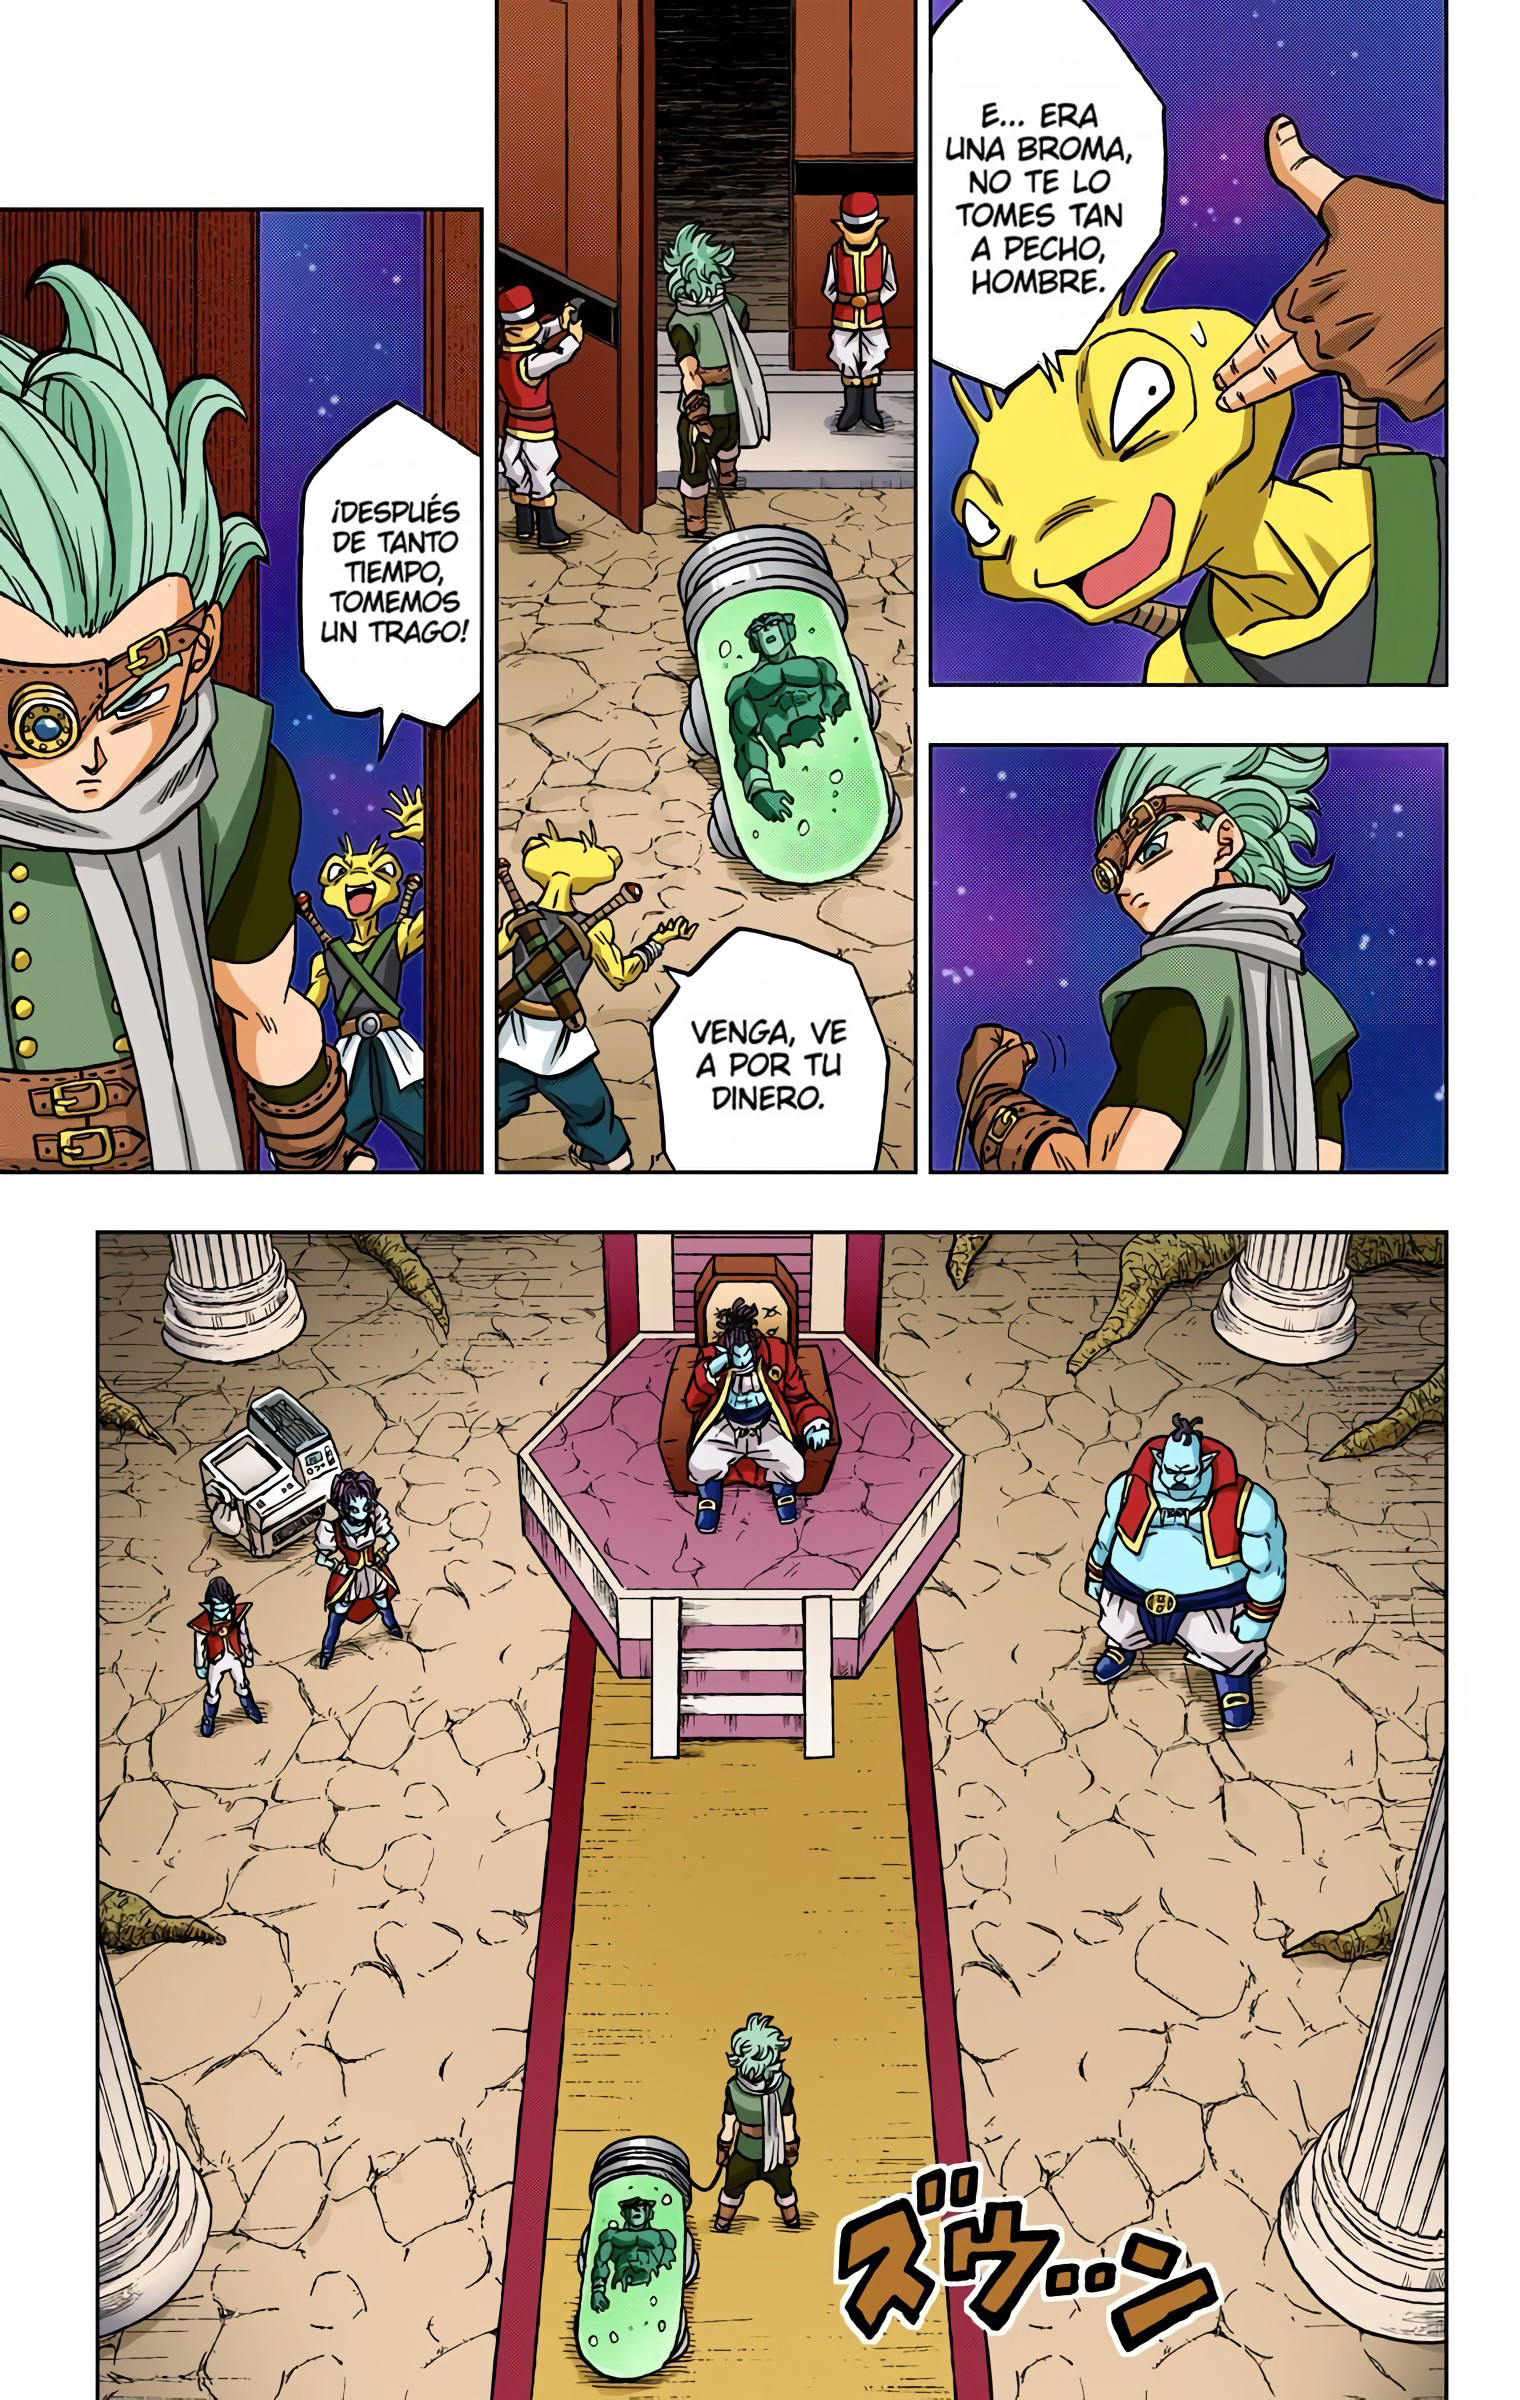 E... ERA
UNA BROMA,
NO TE LO
TOMES TAN
A PECHO,
HOMBRE.
VENGA, VE
A POR TU
DINERO.
¡DESPUÉS
DE TANTO
TIEMPO,
TOMEMOS
UN TRAGO!
ズウ‥ン